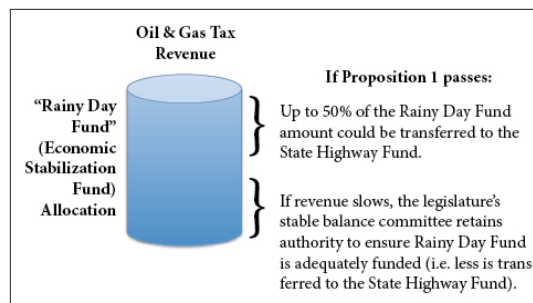 Oil & Gas Tax
Revenue
“Rainy Day
Fund”
(Economic
Stabilization
Fund)
Allocation
If Proposition 1 passes:
Up to 50% of the Rainy Day Fund
amount could be transferred to the
State Highway Fund.
If revenue slows, the legislature’s
stable balance committee retains
authority to ensure Rainy Day Fund
is adequately funded (i.e. less is trans-
ferred to the State Highway Fund).